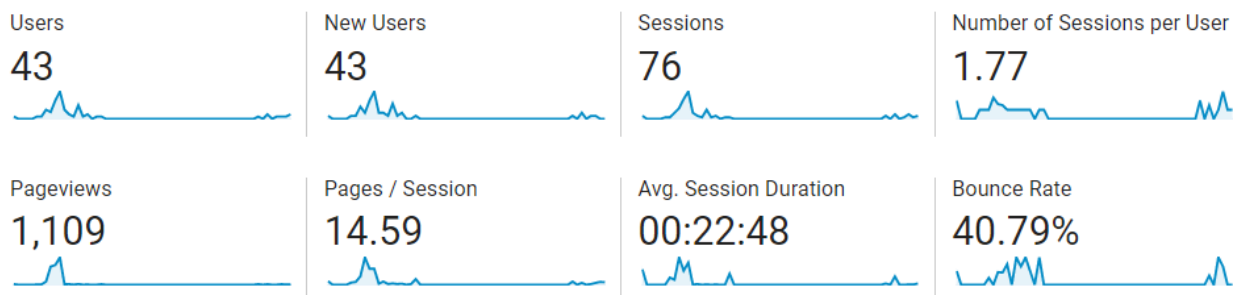 Users
43
New Users
43
Sessions
76
Number of Sessions per User
1.77
Pageviews
1,109
Pages / Session
14.59
Avg. Session Duration
00:22:48
Bounce Rate
40.79%